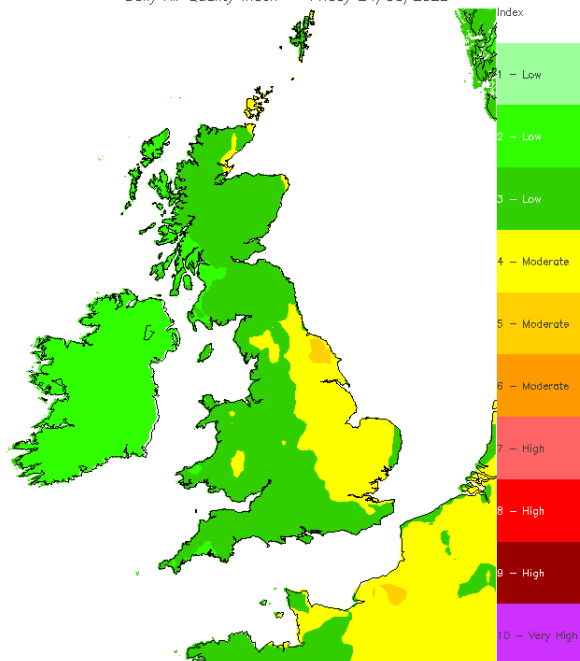 Index
1 - Low
2 - Low
3 - Low
4 - Moderate
5 - Moderate
6 - Moderate
7 - High
8 - High
9 - High
10 - Very High